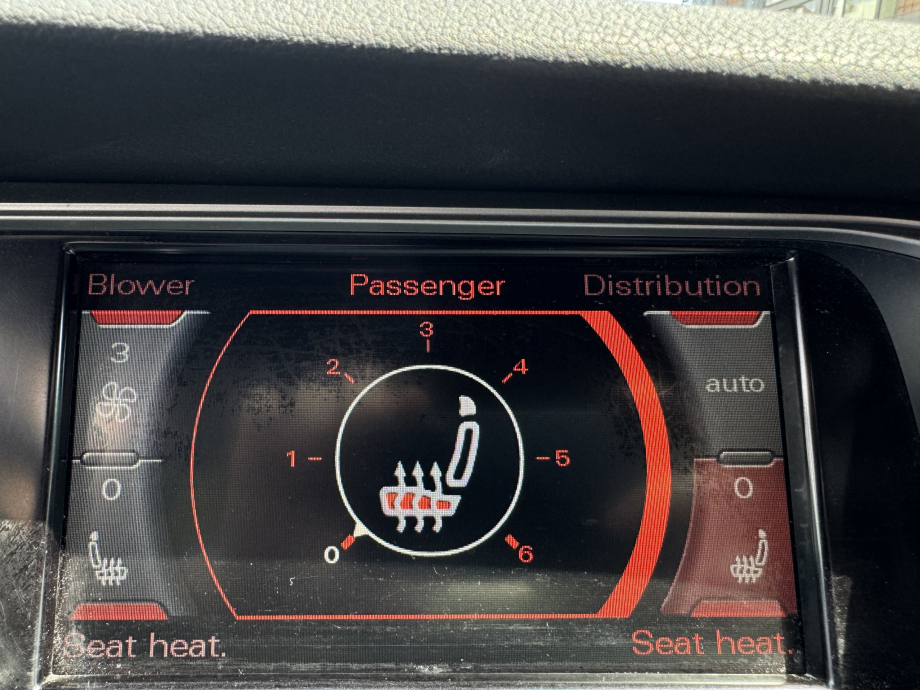 Blower Passenger Distribution
3
3
2 4
auto
1 5
0 0
0 6
Seat heat. Seat heat.